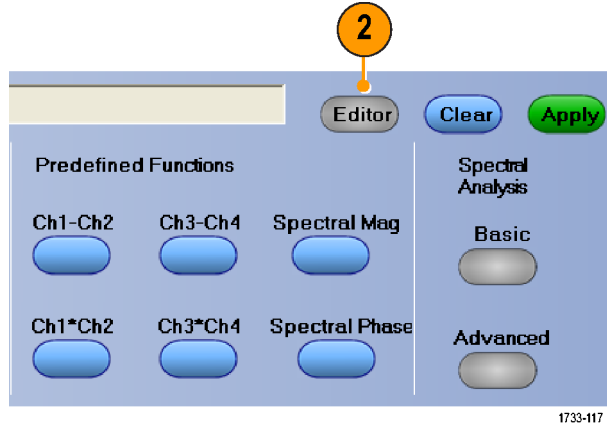 2
Editor Clear Apply
Predefined Functions
Spectral
Analysis
Ch1-Ch2 Ch3-Ch4 Spectral Mag
Basic
Ch1*Ch2 Ch3*Ch4 Spectral Phase
Advanced
1733-117